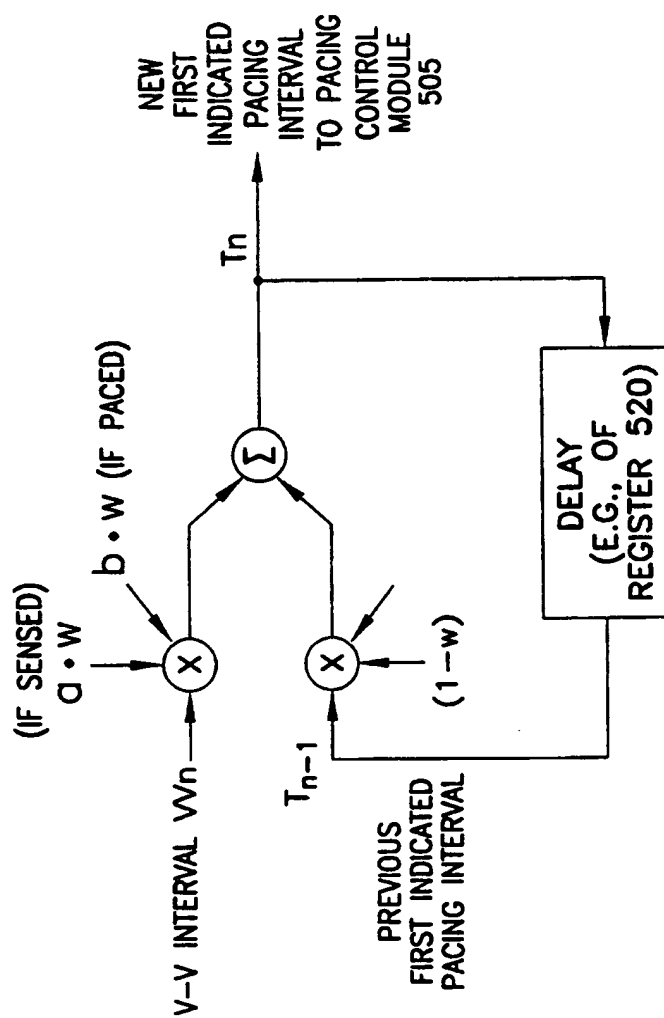 (IF SENSED)
a • w
b • w (IF PACED)
V–V INTERVAL VVn
X
Σ
Tn
NEW
FIRST
INDICATED
PACING
INTERVAL
TO PACING
CONTROL
MODULE
505
Tn–1
X
(1–w)
PREVIOUS
FIRST INDICATED
PACING INTERVAL
DELAY
(E.G., OF
REGISTER 520)